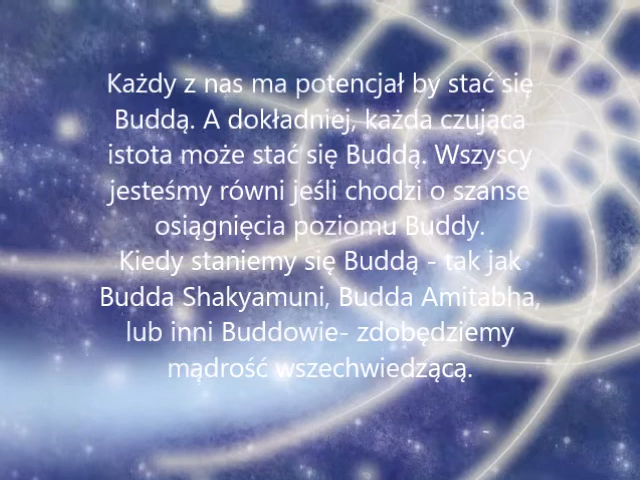 Każdy z nas ma potencjał by stać się
Buddą. A dokładniej, każda czująca
istota może stać się Buddą. Wszyscy
jesteśmy równi jeśli chodzi o szanse
osiągnięcia poziomu Buddy.
Kiedy staniemy się Buddą - tak jak
Budda Shakyamuni, Budda Amitabha,
lub inni Buddowie- zdobędziemy
mądrość wszechwiedzącą.